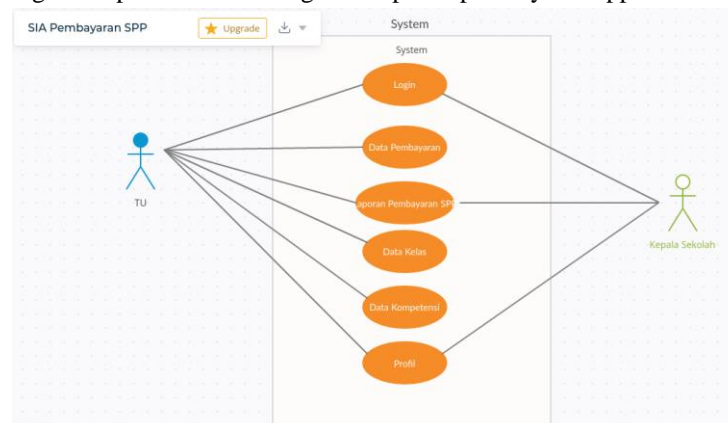 SIA Pembayaran SPP
Upgrade
System
System
Login
Data Pembayaran
TU
aporan Pembayaran SP
Kepala Sekolah
Data Kelas
Data Kompetensi
Profil